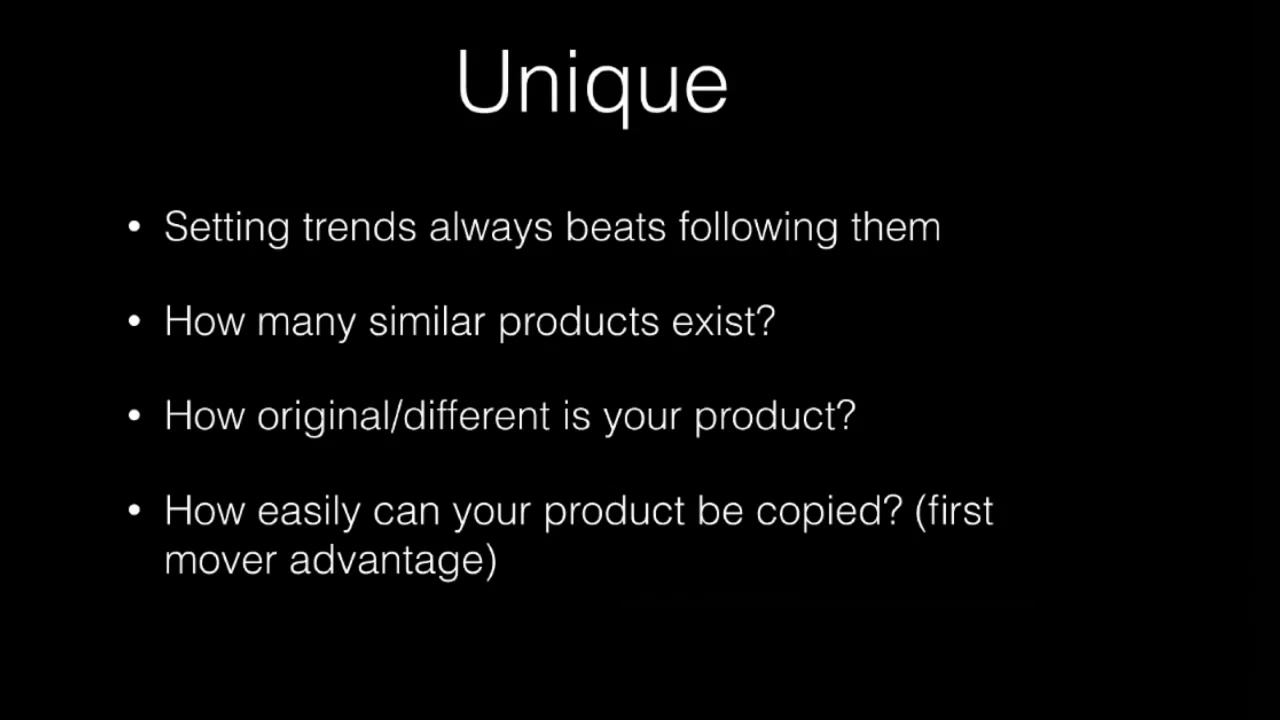 Unique
• Setting trends always beats following them
• How many similar products exist?
• How original/different is your product?
• How easily can your product be copied? (first
mover advantage)